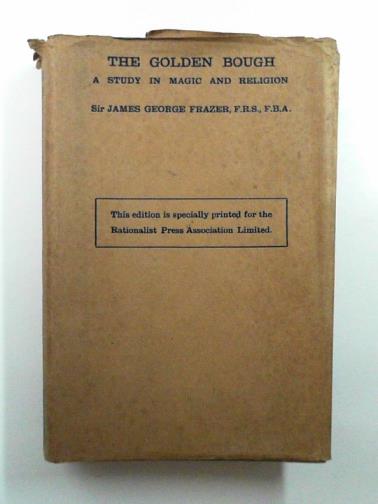 THE GOLDEN BOUGH
A STUDY IN MAGIC AND RELIGION
Sir JAMES GEORGE FRAZER, F.R.S., F.B.A.
This edition is specially printed for the
Rationalist Press Association Limited.